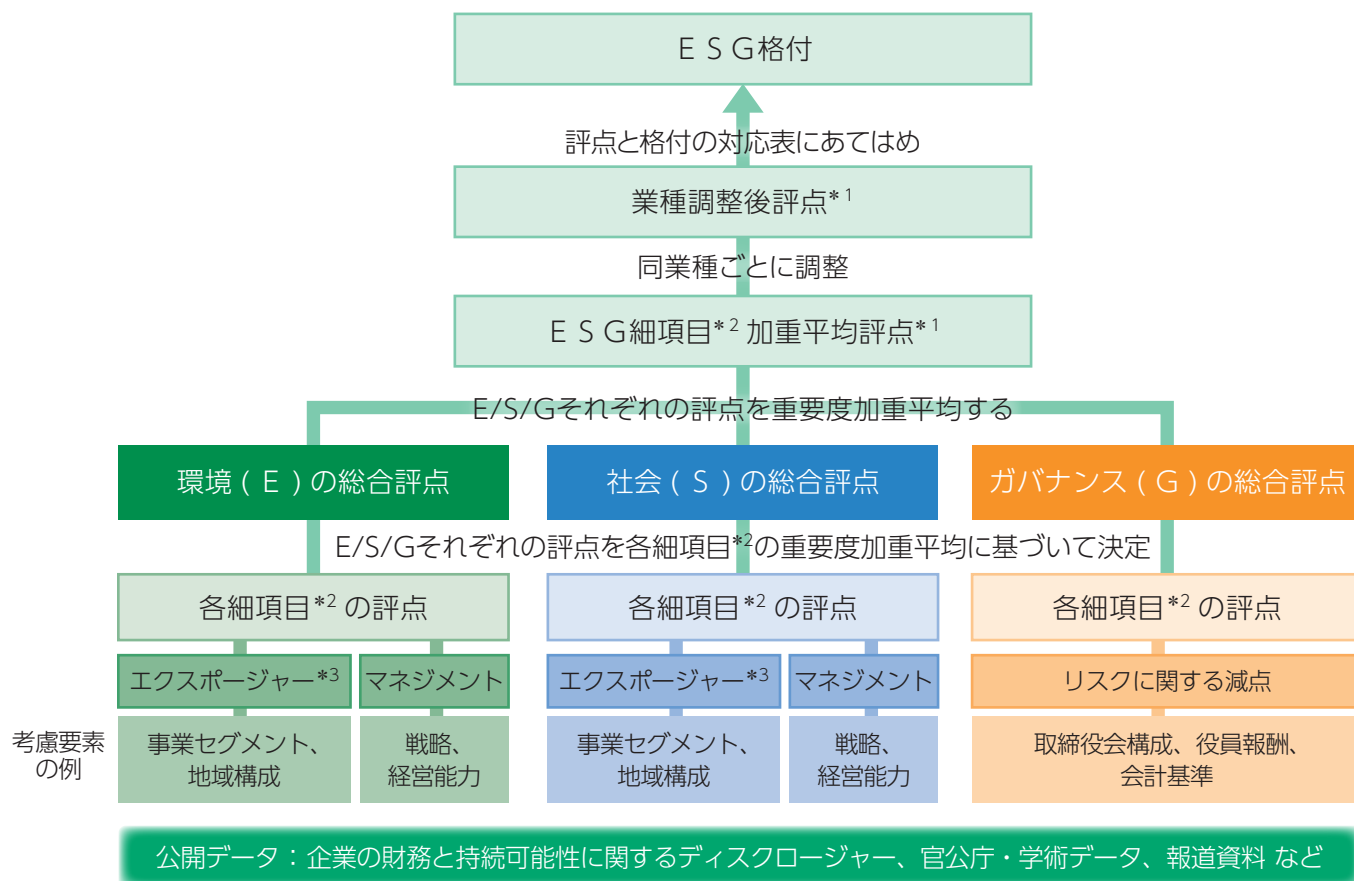 ESG格付
評点と格付の対応表にあてはめ
業種調整後評点*1
同業種ごとに調整
ESG細項目*2 加重平均評点*1
E/S/Gそれぞれの評点を重要度加重平均する
環境(E)の総合評点
社会(S)の総合評点
ガバナンス(G)の総合評点
E/S/Gそれぞれの評点を各細項目*2の重要度加重平均に基づいて決定
各細項目*2 の評点
各細項目*2 の評点
各細項目*2 の評点
エクスポージャー*3
マネジメント
エクスポージャー*3
マネジメント
リスクに関する減点
考慮要素
の例
事業セグメント、
地域構成
戦略、
経営能力
事業セグメント、
地域構成
戦略、
経営能力
取締役会構成、役員報酬、
会計基準
公開データ:企業の財務と持続可能性に関するディスクロージャー、官公庁・学術データ、報道資料 など